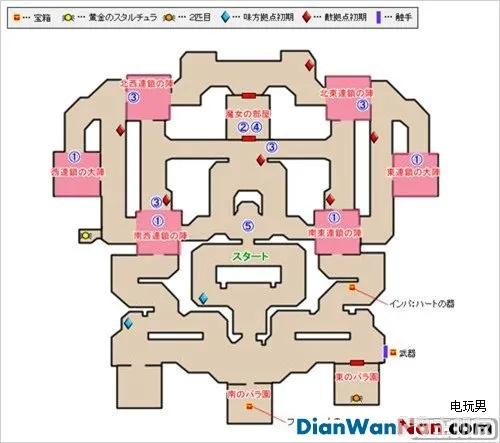 … 宝箱 … 黄金のスタルチュラ … 2匹目 … 味方拠点初期 … 敵拠点初期 … 触手
北西連鎖の陣
③
北東連鎖の陣
③
魔女の部屋
② ④
③
①
西連鎖の大陣
①
東連鎖の大陣
③
①
南西連鎖の陣
①
南東連鎖の陣
⑤
スタート
インパ:ハートの器
武器
東のバラ園
南のバラ園
电玩男
DianWanNan.com